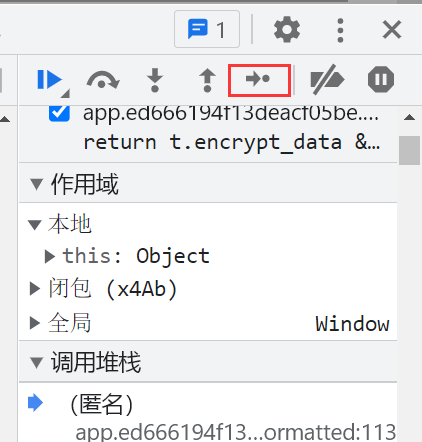 1
app.ed666194f13deacf05be....
return t.encrypt_data &...
作用域
本地
this: Object
闭包 (x4Ab)
全局 Window
调用堆栈
(匿名)
app.ed666194f13...ormatted:113